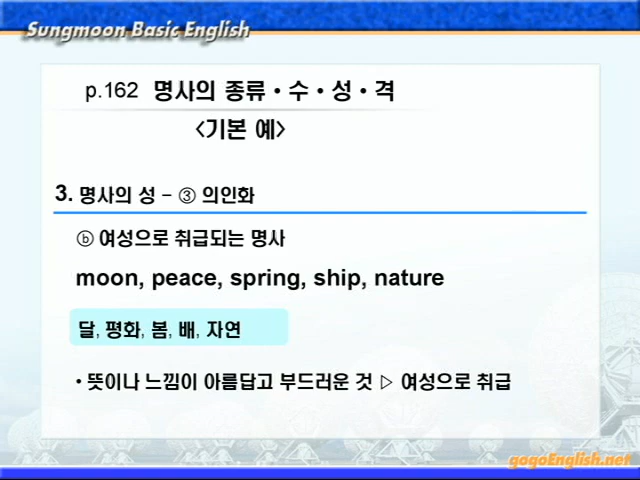 Sungmoon Basic English
p.162 명사의 종류 • 수 • 성 • 격
<기본 예>
3. 명사의 성 – ③ 의인화
ⓑ 여성으로 취급되는 명사
moon, peace, spring, ship, nature
달, 평화, 봄, 배, 자연
• 뜻이나 느낌이 아름답고 부드러운 것 ▷ 여성으로 취급
gogoEnglish.net